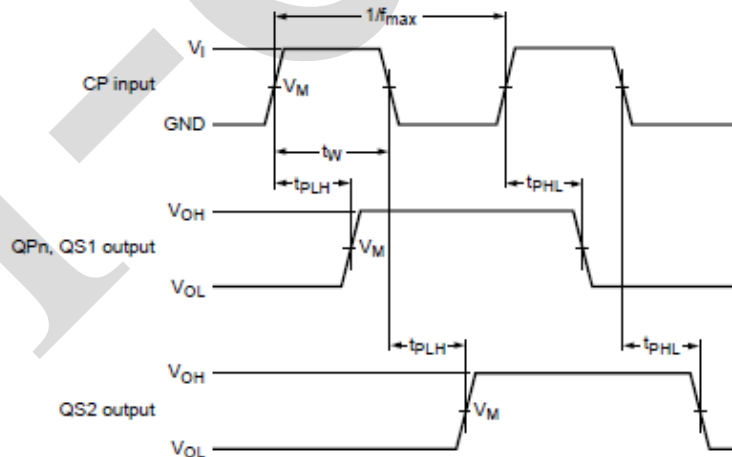 1/fmax
VI
CP input
VM
GND
tW
tPLH
tPHL
VOH
QPn, QS1 output
VM
VOL
tPLH
tPHL
VOH
QS2 output
VM
VOL